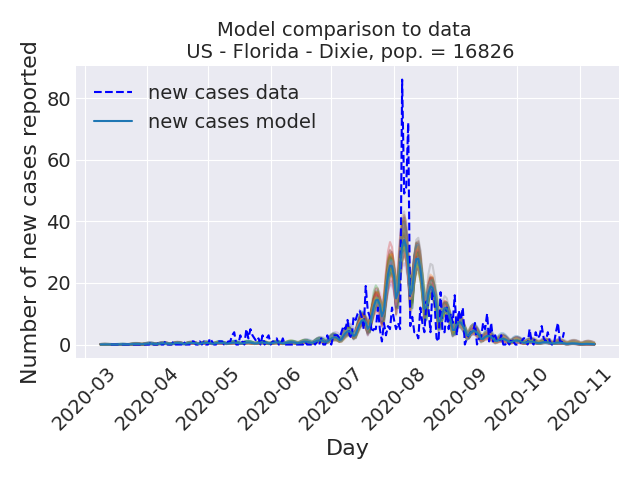 Model comparison to data
US - Florida - Dixie, pop. = 16826
Number of new cases reported
new cases data
new cases model
80
60
40
20
0
2020-03
2020-04
2020-05
2020-06
2020-07
2020-08
2020-09
2020-10
2020-11
Day